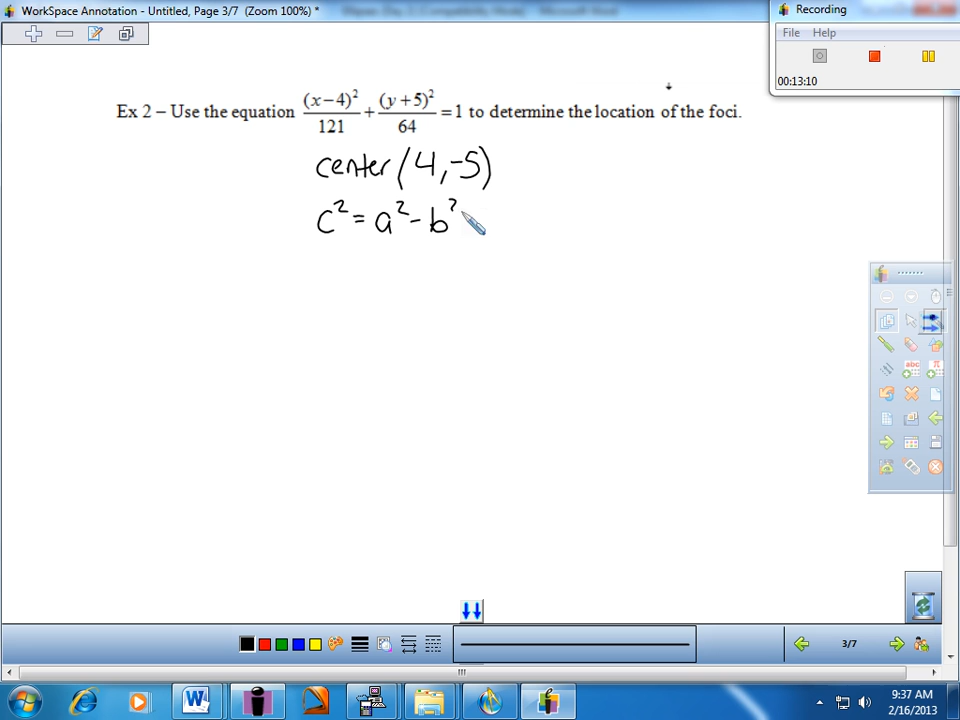 WorkSpace Annotation - Untitled, Page 3/7 (Zoom 100%) *
Recording
File Help
00:13:10
Ex 2 – Use the equation (x−4)²/121 + (y+5)²/64 = 1 to determine the location of the foci.
center (4,-5)
c² = a² - b²
abc
π
3/7
W
9:37 AM
2/16/2013